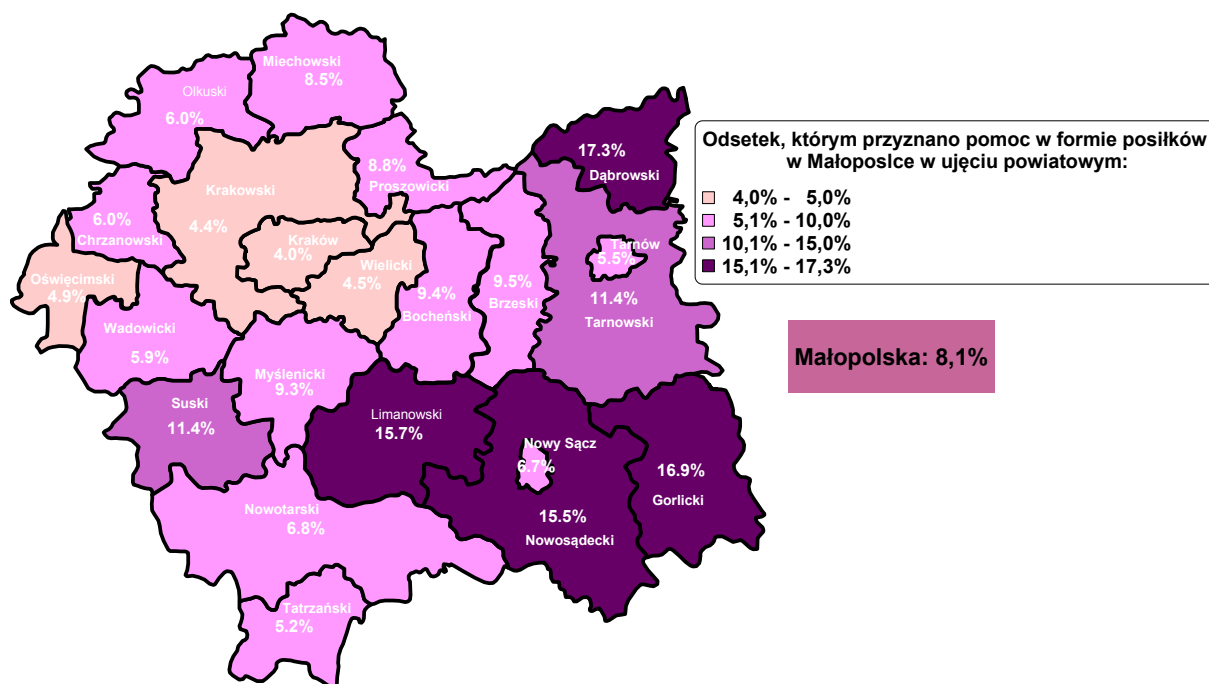 Miechowski
8.5%
Olkuski
6.0%
8.8%
Proszowicki
17.3%
Dąbrowski
Krakowski
4.4%
6.0%
Chrzanowski
Kraków
4.0%
Wielicki
4.5%
Oświęcimski
4.9%
9.4%
Bocheński
9.5%
Brzeski
Tarnów
5.5%
11.4%
Tarnowski
Wadowicki
5.9%
Myślenicki
9.3%
Suski
11.4%
Limanowski
15.7%
Nowy Sącz
6.7%
16.9%
Gorlicki
15.5%
Nowosądecki
Nowotarski
6.8%
Tatrzański
5.2%
Odsetek, którym przyznano pomoc w formie posiłków
w Małoposlce w ujęciu powiatowym:
4,0% - 5,0%
5,1% - 10,0%
10,1% - 15,0%
15,1% - 17,3%
Małopolska: 8,1%